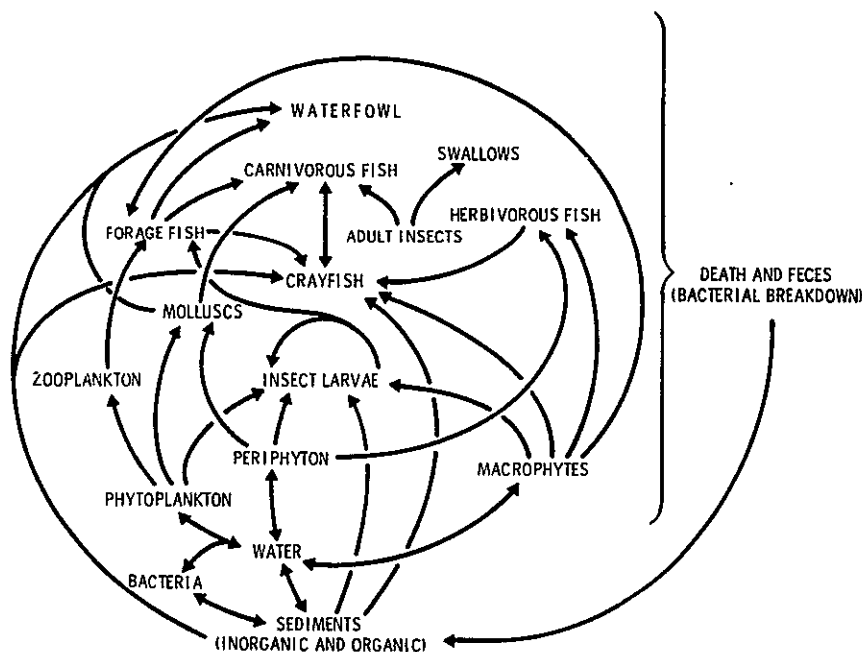 WATERFOWL
SWALLOWS
CARNIVOROUS FISH
HERBIVOROUS FISH
FORAGE FISH
ADULT INSECTS
CRAYFISH
DEATH AND FECES
(BACTERIAL BREAKDOWN)
MOLLUSCS
ZOOPLANKTON
INSECT LARVAE
PERIPHYTON
MACROPHYTES
PHYTOPLANKTON
WATER
BACTERIA
SEDIMENTS
(INORGANIC AND ORGANIC)